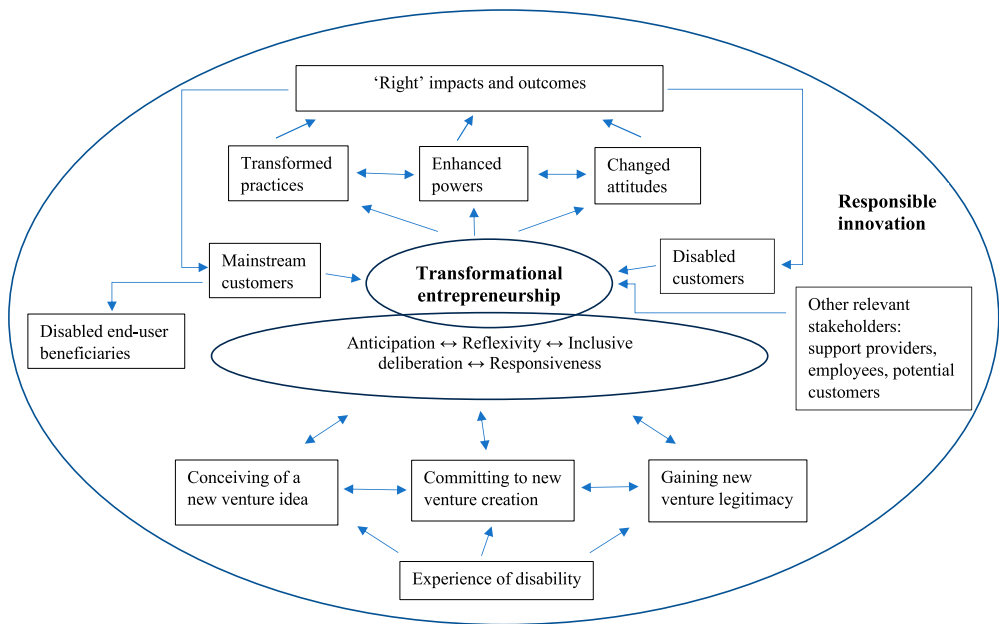 ‘Right’ impacts and outcomes
Transformed
practices
Enhanced
powers
Changed
attitudes
Responsible
innovation
Mainstream
customers
Transformational
entrepreneurship
Disabled
customers
Disabled end-user
beneficiaries
Other relevant
stakeholders:
support providers,
employees, potential
customers
Anticipation ↔ Reflexivity ↔ Inclusive
deliberation ↔ Responsiveness
Conceiving of a
new venture idea
Committing to new
venture creation
Gaining new
venture legitimacy
Experience of disability